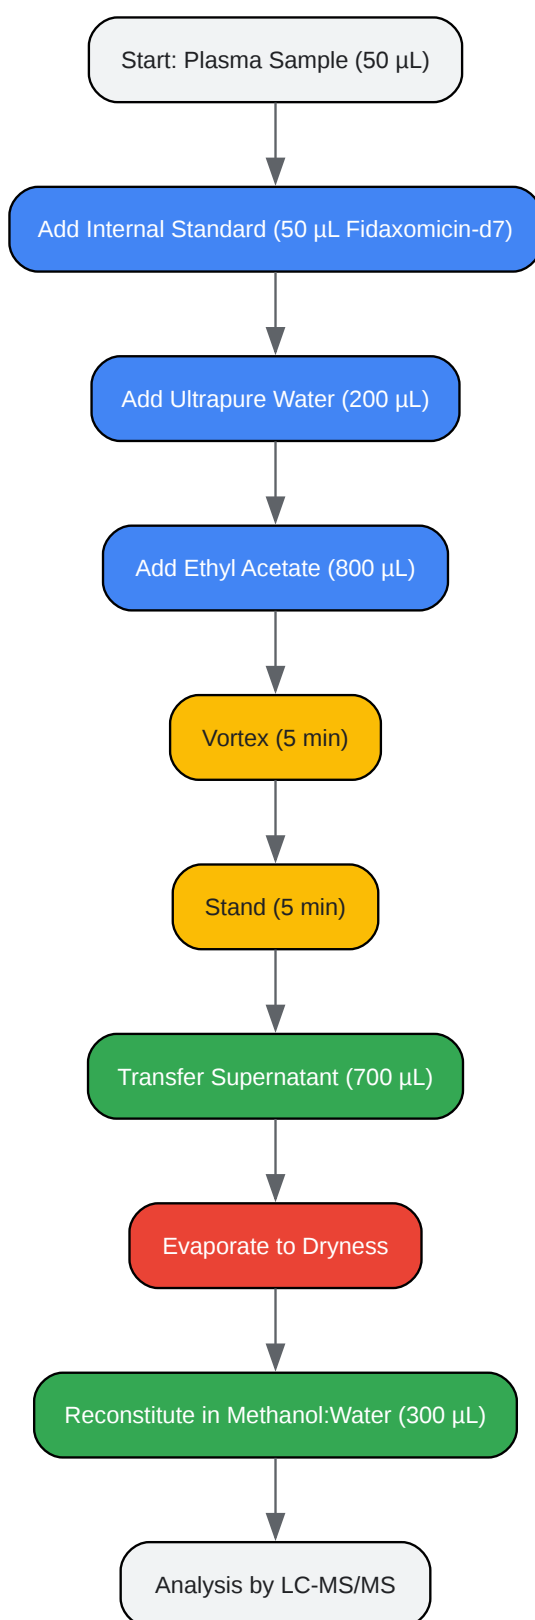 Start: Plasma Sample (50 µL)
Add Internal Standard (50 µL Fidaxomicin-d7)
Add Ultrapure Water (200 µL)
Add Ethyl Acetate (800 µL)
Vortex (5 min)
Stand (5 min)
Transfer Supernatant (700 µL)
Evaporate to Dryness
Reconstitute in Methanol:Water (300 µL)
Analysis by LC-MS/MS